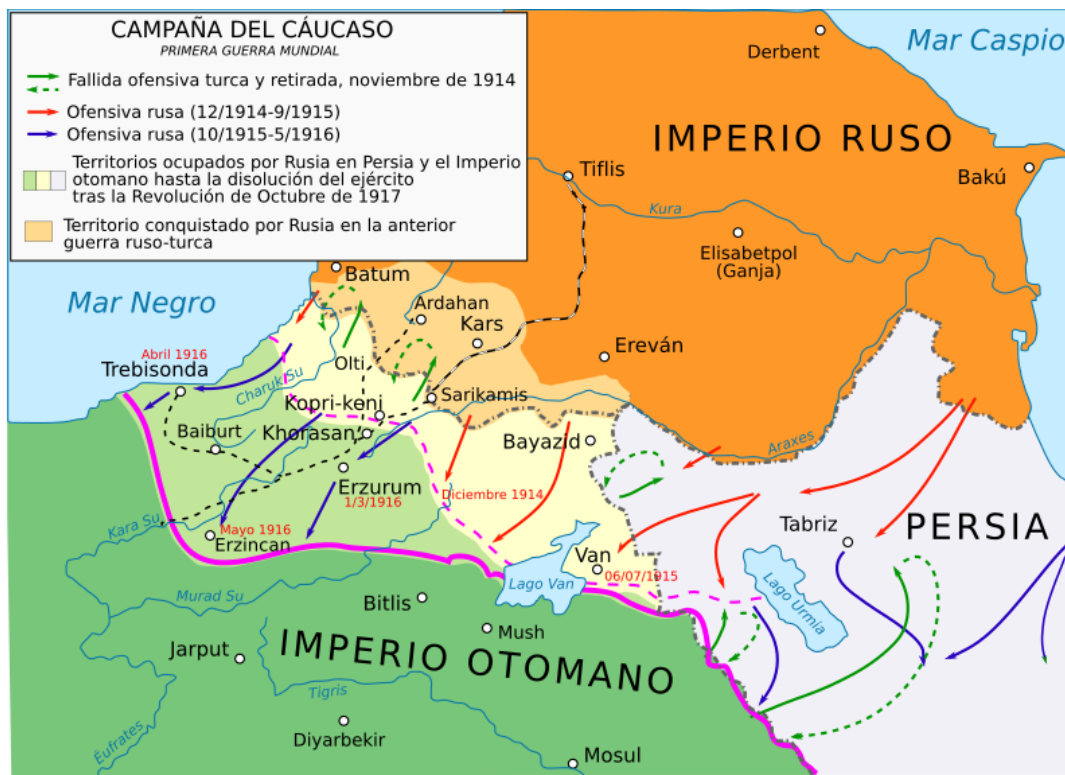 CAMPAÑA DEL CÁUCASO
PRIMERA GUERRA MUNDIAL
Fallida ofensiva turca y retirada, noviembre de 1914
Ofensiva rusa (12/1914-9/1915)
Ofensiva rusa (10/1915-5/1916)
Territorios ocupados por Rusia en Persia y el Imperio
otomano hasta la disolución del ejército
tras la Revolución de Octubre de 1917
Territorio conquistado por Rusia en la anterior
guerra ruso-turca
Mar Caspio
Derbent
IMPERIO RUSO
Tiflis
Bakú
Kura
Elisabetpol
(Ganja)
Batum
Mar Negro
Ardahan
Kars
Ereván
Abril 1916
Trebisonda
Olti
Charuk Su
Sarikamis
Kopri-keni
Baiburt
Khorasan
Bayazid
Araxes
Erzurum
1/3/1916
Diciembre 1914
Kara Su
Mayo 1916
Erzincan
Tabriz
PERSIA
Van
06/07/1915
Lago Van
Lago Urmia
Murad Su
Bitlis
Mush
Jarput
IMPERIO OTOMANO
Tigris
Éufrates
Diyarbekir
Mosul